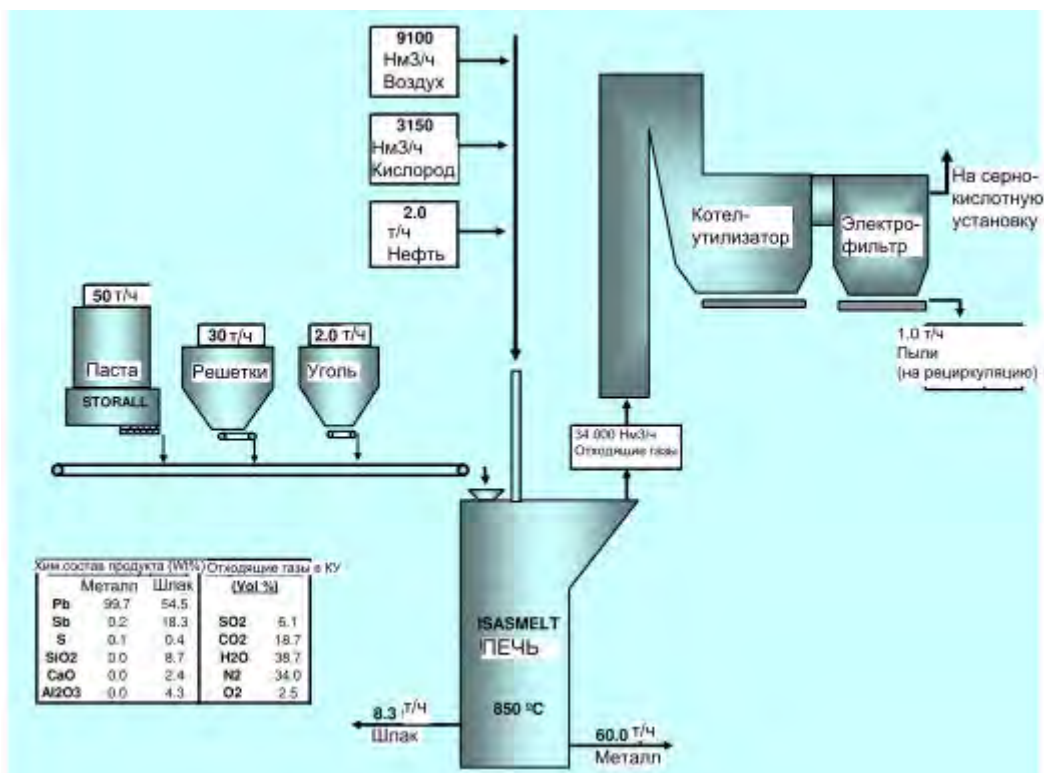 9100
Нм3/ч
Воздух
3150
Нм3/ч
Кислород
2.0
т/ч
Нефть
На серно-
кислотную
установку
Котел-
утилизатор
Электро-
фильтр
50 т/ч
Паста
STORALL
30 т/ч
Решетки
2.0 т/ч
Уголь
1.0 т/ч
Пыли
(на рециркуляцию)
34.000 Нм3/ч
Отходящие газы
Хим.состав продукта (Wt%) Отходящие газы в КУ
Металл Шлак (Vol %)
Pb 99.7 54.5
Sb 0.2 18.3 SO2 6.1
S 0.1 0.4 CO2 18.7
SiO2 0.0 8.7 H2O 38.7
CaO 0.0 2.4 N2 34.0
Al2O3 0.0 4.3 O2 2.5
ISASMELT
ПЕЧЬ
850 ºC
8.3 т/ч
Шлак
60.0 т/ч
Металл